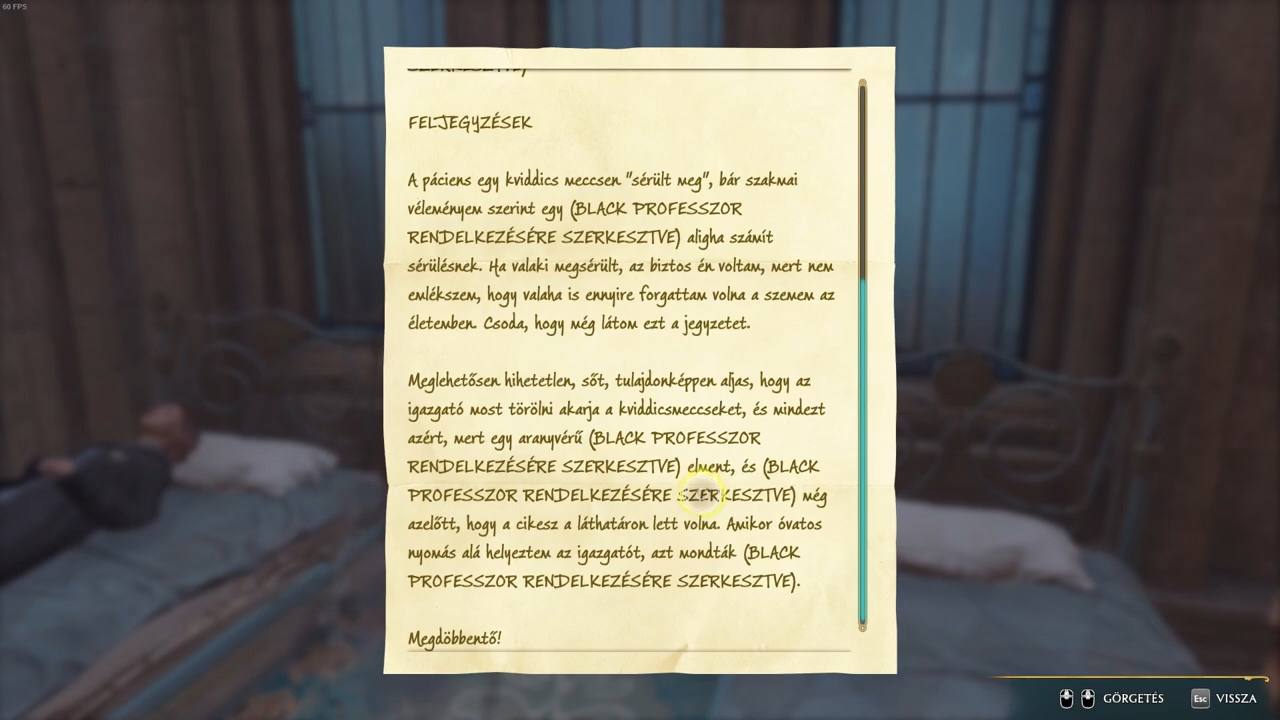 60 FPS
SZERKESZTVE)
FELJEGYZÉSEK
A páciens egy kviddics meccsen "sérült meg", bár szakmai
véleményem szerint egy (BLACK PROFESSZOR
RENDELKEZÉSÉRE SZERKESZTVE) aligha számít
sérülésnek. Ha valaki megsérült, az biztos én voltam, mert nem
emlékszem, hogy valaha is ennyire forgattam volna a szemem az
életemben. Csoda, hogy még látom ezt a jegyzetet.
Meglehetősen hihetetlen, sőt, tulajdonképpen aljas, hogy az
igazgató most törölni akarja a kviddicsmeccseket, és mindezt
azért, mert egy aranyvérű (BLACK PROFESSZOR
RENDELKEZÉSÉRE SZERKESZTVE) elment, és (BLACK
PROFESSZOR RENDELKEZÉSÉRE SZERKESZTVE) még
azelőtt, hogy a cikesz a láthatáron lett volna. Amikor óvatos
nyomás alá helyeztem az igazgatót, azt mondták (BLACK
PROFESSZOR RENDELKEZÉSÉRE SZERKESZTVE).
Megdöbbentő!
GÖRGETÉS
Esc VISSZA